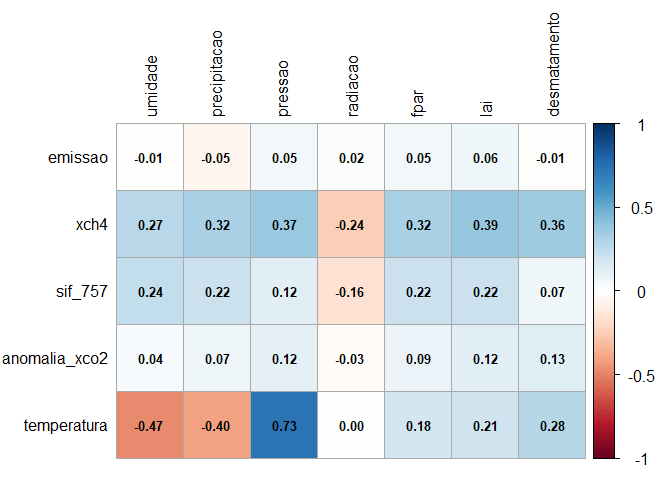 umidade precipitacao pressao radiacao fpar lai desmatamento
emissao -0.01 -0.05 0.05 0.02 0.05 0.06 -0.01
xch4 0.27 0.32 0.37 -0.24 0.32 0.39 0.36
sif_757 0.24 0.22 0.12 -0.16 0.22 0.22 0.07
anomalia_xco2 0.04 0.07 0.12 -0.03 0.09 0.12 0.13
temperatura -0.47 -0.40 0.73 0.00 0.18 0.21 0.28
1
0.5
0
-0.5
-1